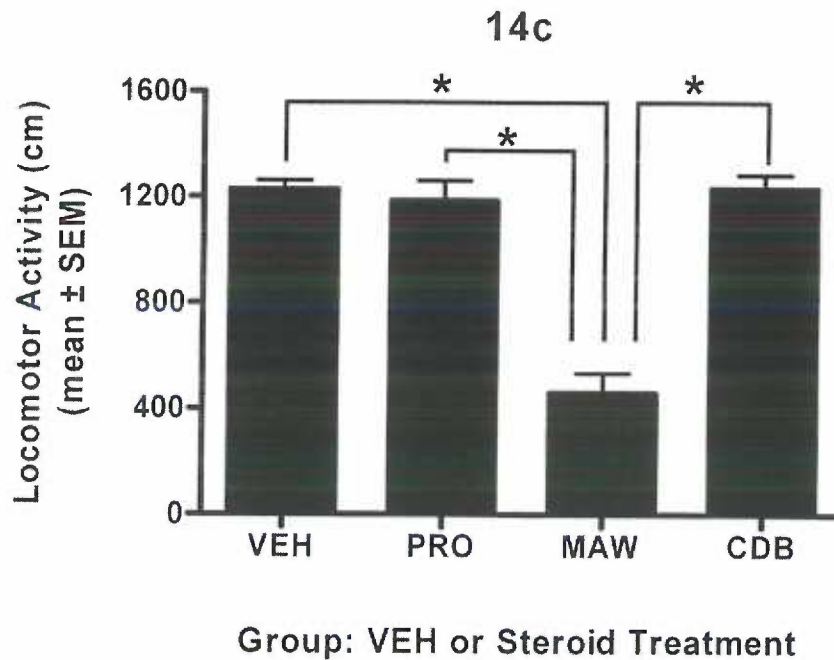 14c
Locomotor Activity (cm)
(mean ± SEM)
1600
1200
800
400
0
*
*
*
VEH PRO MAW CDB
Group: VEH or Steroid Treatment